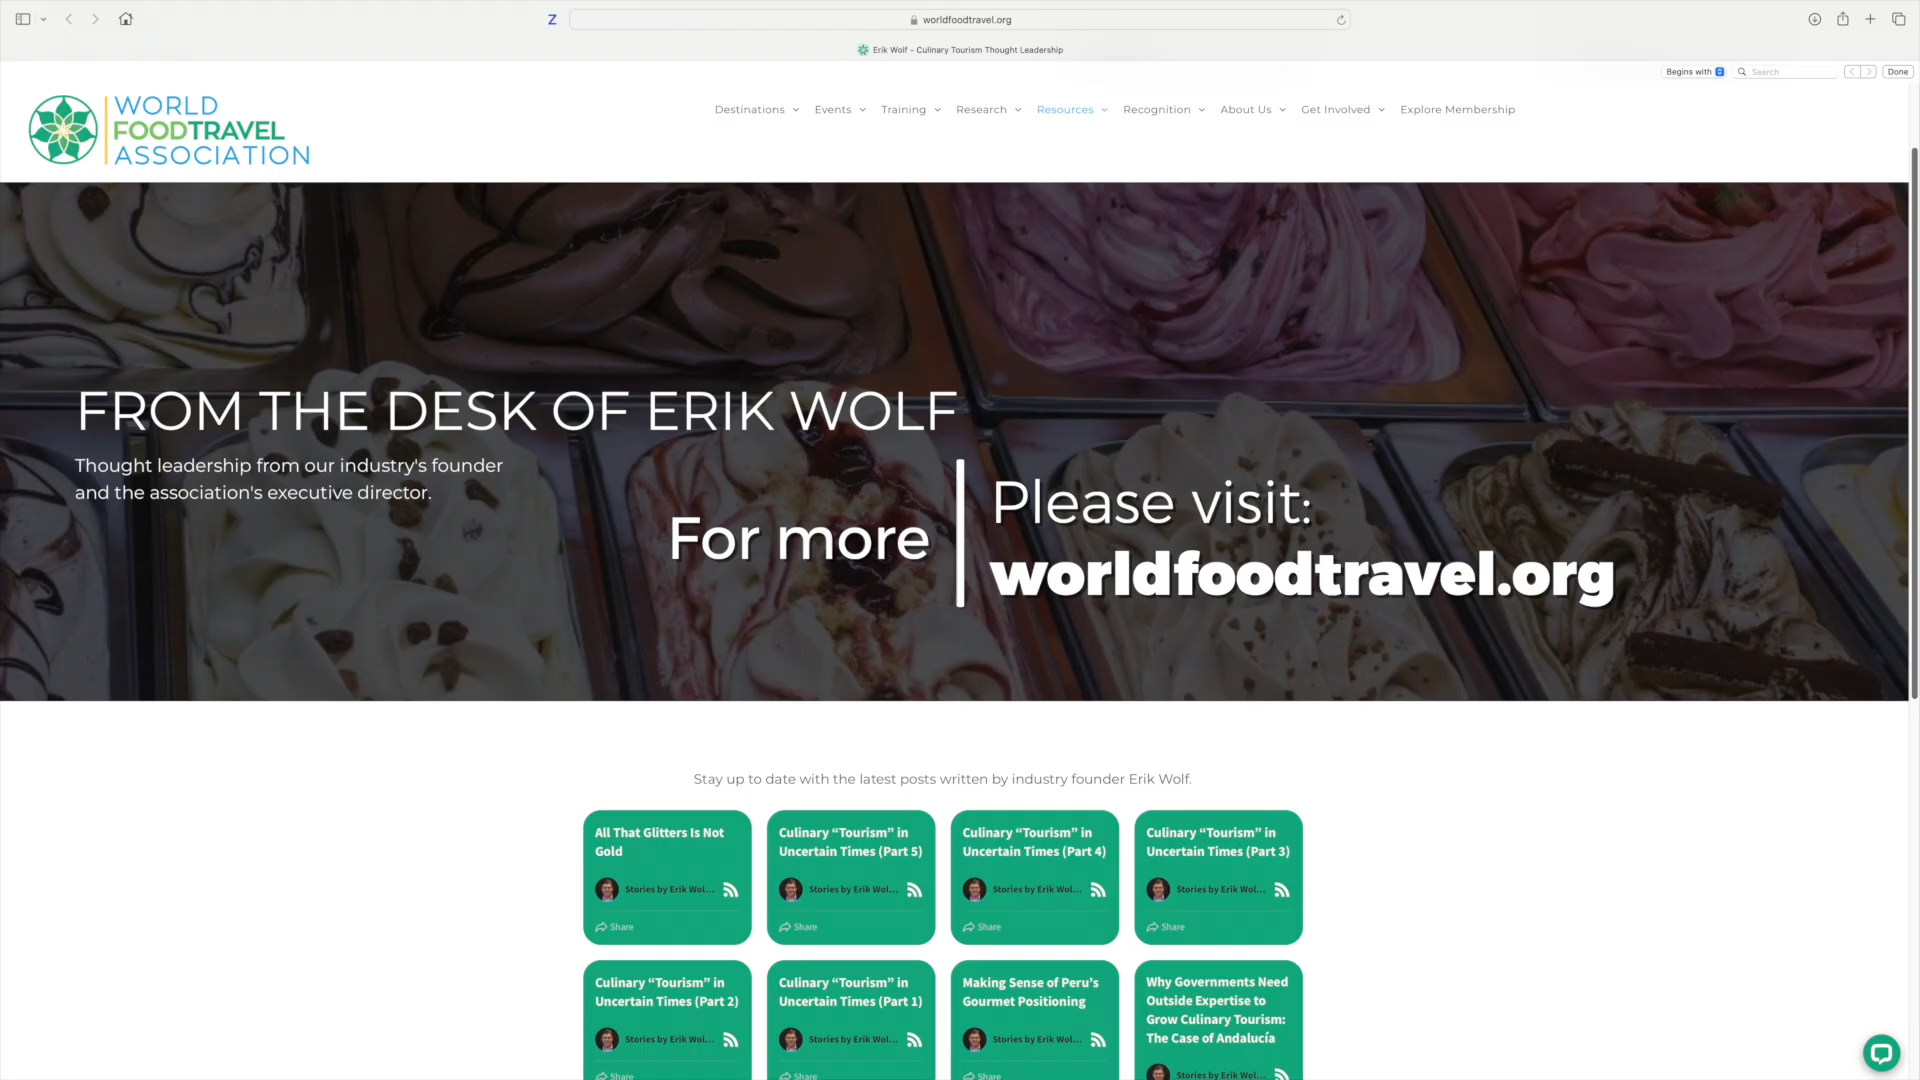 Z
worldfoodtravel.org
Erik Wolf - Culinary Tourism Thought Leadership
Begins with
Search
Done
WORLD
FOODTRAVEL
ASSOCIATION
Destinations
Events
Training
Research
Resources
Recognition
About Us
Get Involved
Explore Membership
FROM THE DESK OF ERIK WOLF
Thought leadership from our industry's founder
and the association's executive director.
For more
Please visit:
worldfoodtravel.org
Stay up to date with the latest posts written by industry founder Erik Wolf.
All That Glitters Is Not
Gold
Stories by Erik Wol...
Share
Culinary “Tourism” in
Uncertain Times (Part 5)
Stories by Erik Wol...
Share
Culinary “Tourism” in
Uncertain Times (Part 4)
Stories by Erik Wol...
Share
Culinary “Tourism” in
Uncertain Times (Part 3)
Stories by Erik Wol...
Share
Culinary “Tourism” in
Uncertain Times (Part 2)
Stories by Erik Wol...
Share
Culinary “Tourism” in
Uncertain Times (Part 1)
Stories by Erik Wol...
Share
Making Sense of Peru’s
Gourmet Positioning
Stories by Erik Wol...
Share
Why Governments Need
Outside Expertise to
Grow Culinary Tourism:
The Case of Andalucía
Stories by Erik Wol...